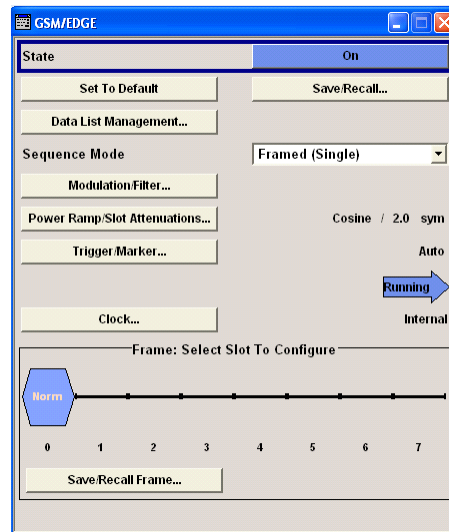 GSM/EDGE
State On
Set To Default Save/Recall...
Data List Management...
Sequence Mode Framed (Single)
Modulation/Filter...
Power Ramp/Slot Attenuations... Cosine / 2.0 sym
Trigger/Marker... Auto
Running
Clock... Internal
Frame: Select Slot To Configure
Norm
0 1 2 3 4 5 6 7
Save/Recall Frame...